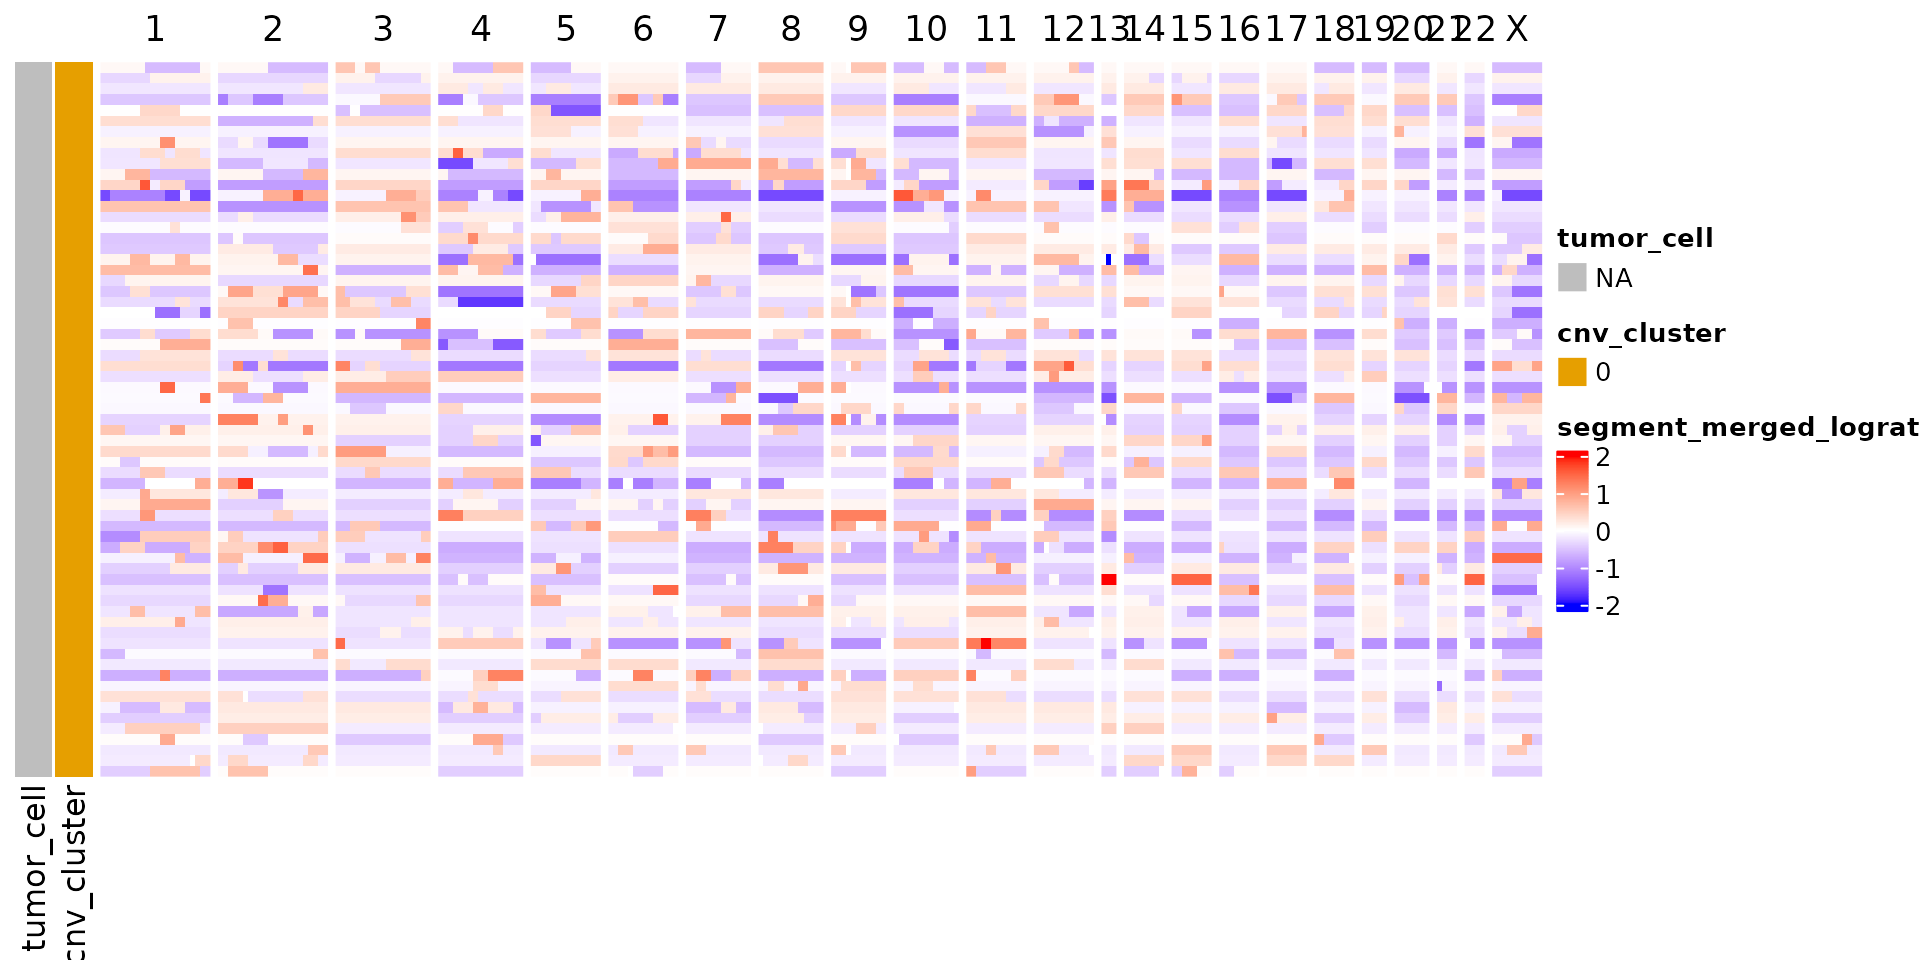 1 2 3 4 5 6 7 8 9 10 11 12 13 14 15 16 17 18 19 20 21 22 X
tumor_cell
NA
cnv_cluster
0
segment_merged_lograt
2
1
0
-1
-2
tumor_cell
cnv_cluster